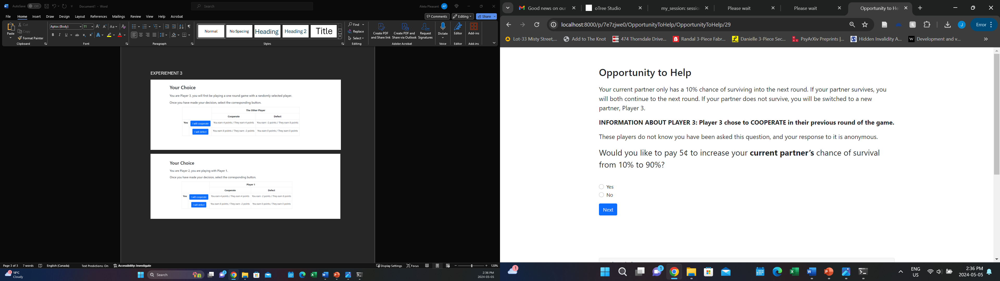 AutoSave Off Document1 - Word Search Aleta Pleasant AP
File Home Insert Draw Design Layout References Mailings Review View Help Acrobat Comments Editing Share
Paste Cut Copy Format Painter
Aptos (Body) 11
Normal No Spacing Heading Heading 2 Title
Find Replace Select
Create PDF and Share link Create PDF and Share via Outlook Request Signatures Dictate Editor Add-ins
Clipboard Font Paragraph Styles Editing Adobe Acrobat Voice Editor Add-ins
EXPERIEMENT 3
Your Choice
You are Player 3, you will first be playing a one round game with a randomly selected player.
Once you have made your decision, select the corresponding button.
The Other Player
Cooperate Defect
You I will cooperate You earn 4 points / They earn 4 points You earn -2 points / They earn 8 points
I will defect You earn 8 points / They earn -2 points You earn 0 points / They earn 0 points
Your Choice
You are Player 2, you are playing with Player 1.
Once you have made your decision, select the corresponding button.
Player 1
Cooperate Defect
You I will cooperate You earn 4 points / They earn 4 points You earn -2 points / They earn 8 points
I will defect You earn 8 points / They earn -2 points You earn 0 points / They earn 0 points
Page 3 of 3 7 words English (Canada) Text Predictions: On Accessibility: Investigate Display Settings Focus 120%
1 18°C
Cloudy
Search
2:36 PM
2024-05-05
Good news on our oTree Studio my_session: sessio Please wait Please wait Opportunity to He
localhost:8000/p/7e7zjwe0/OpportunityToHelp/OpportunityToHelp/29 J Error
Lot-33 Misty Street,... Add to The Knot 474 Thorndale Drive... Randal 3-Piece Fabr... Danielle 3-Piece Sec... PsyArXiv Preprints |... Hidden Invalidity A... Development and v...
Opportunity to Help
Your current partner only has a 10% chance of surviving into the next round. If your partner survives, you
will both continue to the next round. If your partner does not survive, you will be switched to a new
partner, Player 3.
INFORMATION ABOUT PLAYER 3: Player 3 chose to COOPERATE in their previous round of the game.
These players do not know you have been asked this question, and your response to it is anonymous.
Would you like to pay 5¢ to increase your current partner's chance of survival
from 10% to 90%?
Yes
No
Next
1
1
ENG
US
2:36 PM
2024-05-05